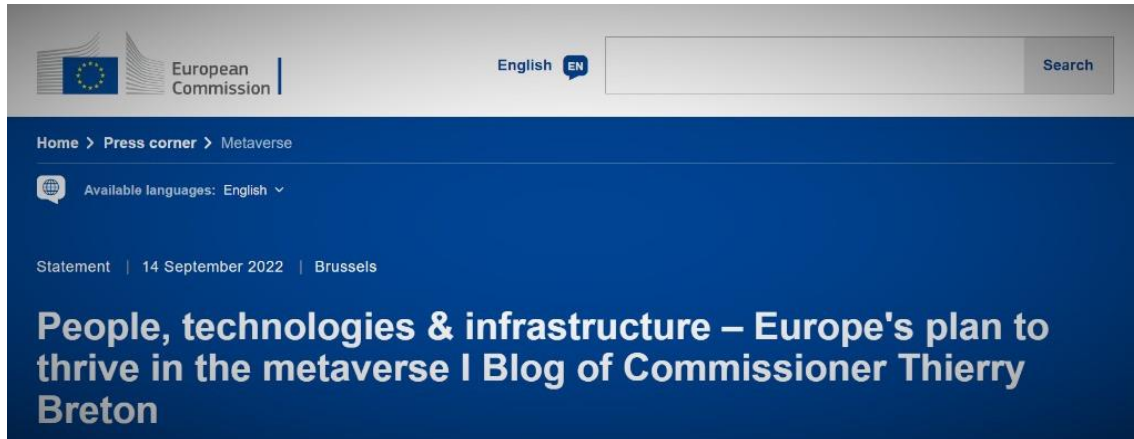 European
Commission
English EN
Search
Home > Press corner > Metaverse
Available languages: English
Statement | 14 September 2022 | Brussels
People, technologies & infrastructure – Europe's plan to
thrive in the metaverse I Blog of Commissioner Thierry
Breton